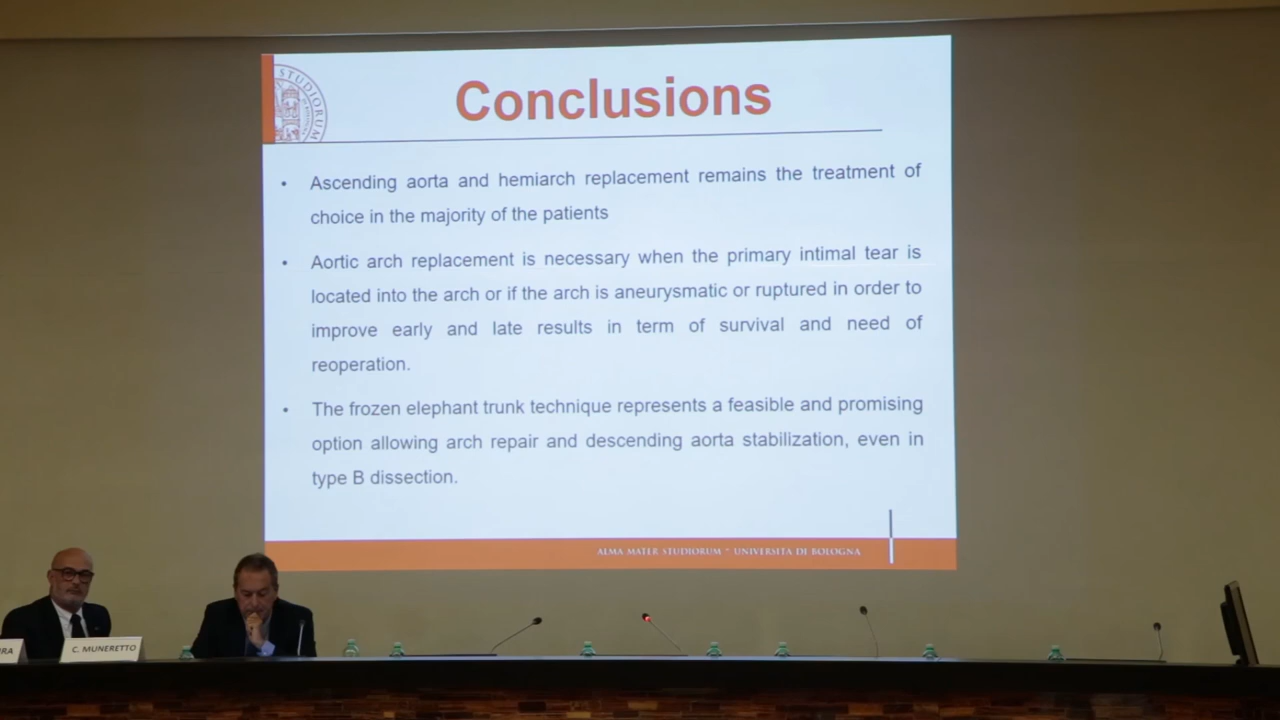 STUDIORUM
Conclusions
• Ascending aorta and hemiarch replacement remains the treatment of
choice in the majority of the patients
• Aortic arch replacement is necessary when the primary intimal tear is
located into the arch or if the arch is aneurysmatic or ruptured in order to
improve early and late results in term of survival and need of
reoperation.
• The frozen elephant trunk technique represents a feasible and promising
option allowing arch repair and descending aorta stabilization, even in
type B dissection.
ALMA MATER STUDIORUM * UNIVERSITÀ DI BOLOGNA
RA
C. MUNERETTO